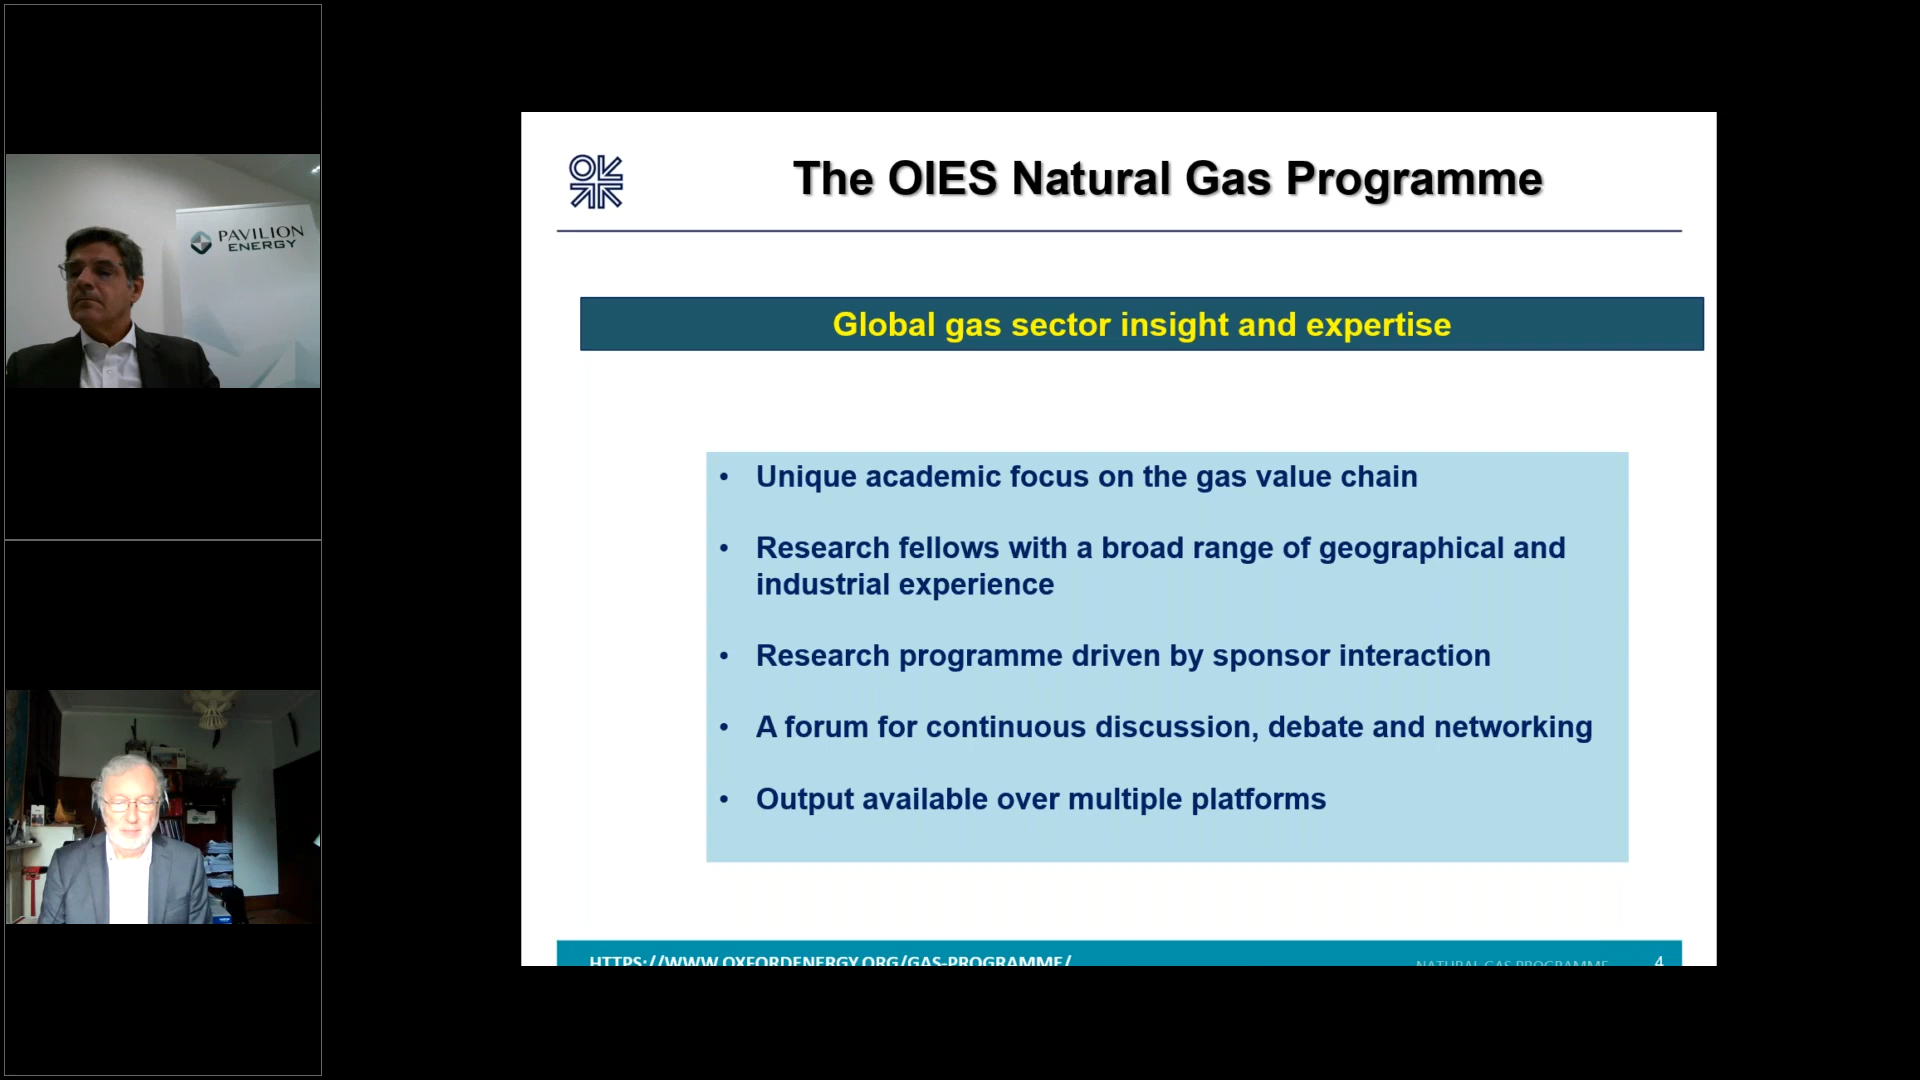 PAVILION
ENERGY
The OIES Natural Gas Programme
Global gas sector insight and expertise
• Unique academic focus on the gas value chain
• Research fellows with a broad range of geographical and
industrial experience
• Research programme driven by sponsor interaction
• A forum for continuous discussion, debate and networking
• Output available over multiple platforms
HTTPS://WWW.OXFORDENERGY.ORG/GAS-PROGRAMME/
NATURAL GAS PROGRAMME
4